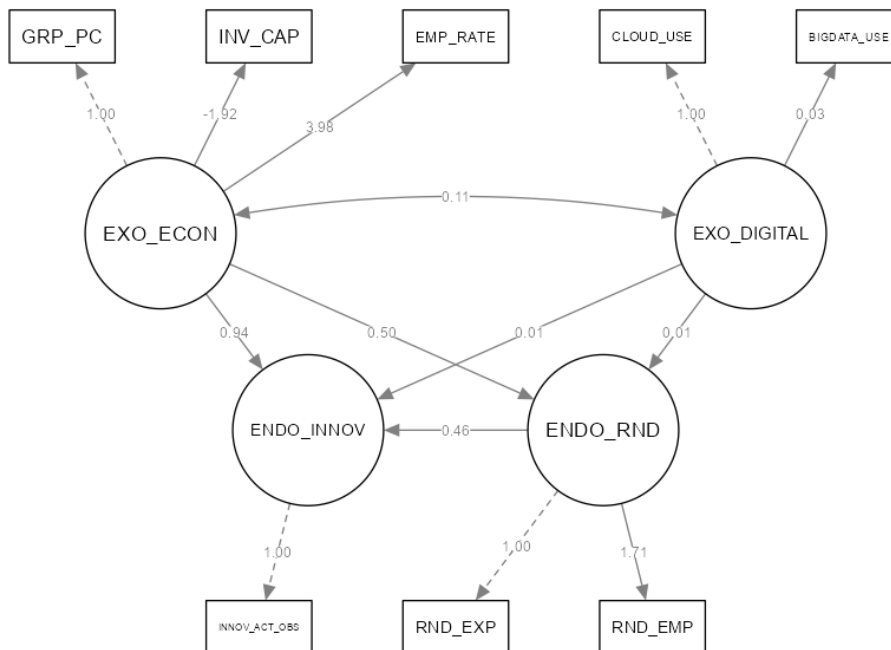 GRP_PC
INV_CAP
EMP_RATE
CLOUD_USE
BIGDATA_USE
1.00
-1.92
3.98
1.00
0.03
EXO_ECON
0.11
EXO_DIGITAL
0.94
0.50
0.01
0.01
ENDO_INNOV
0.46
ENDO_RND
1.00
1.00
1.71
INNOV_ACT_OBS
RND_EXP
RND_EMP